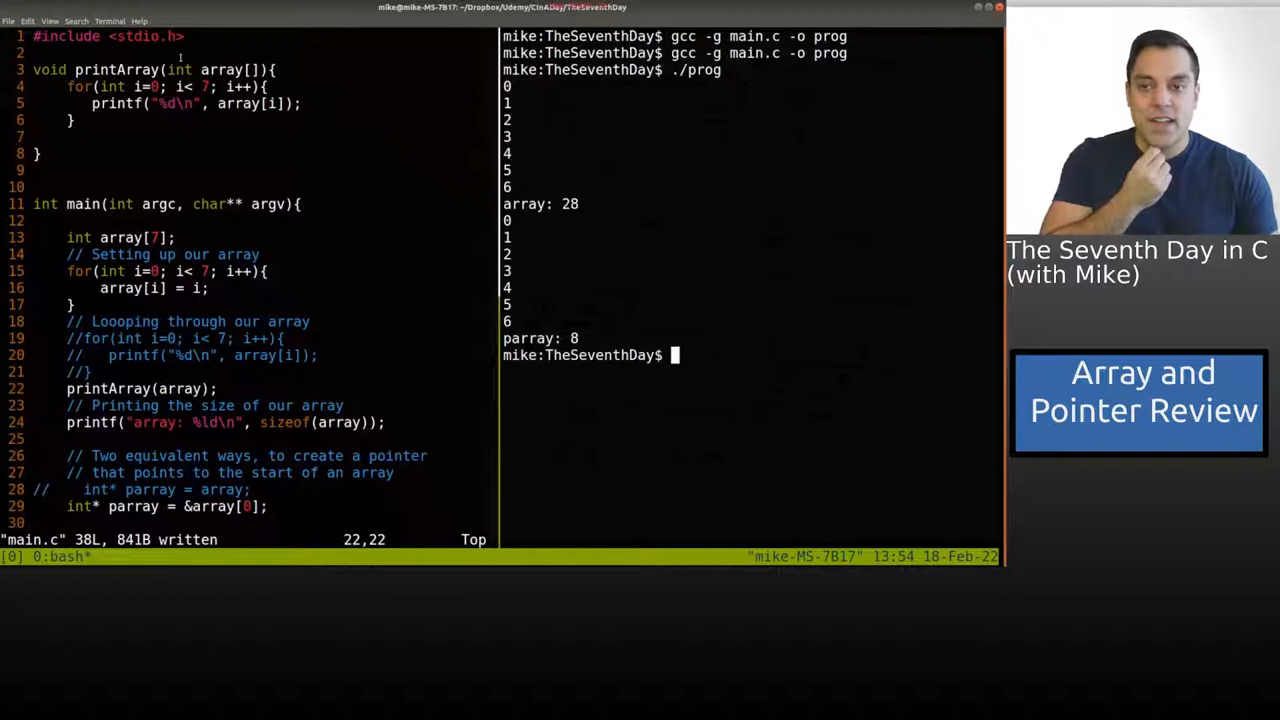 mike@mike-MS-7B17: ~/Dropbox/Udemy/CInADay/TheSeventhDay
File Edit View Search Terminal Help
1 #include <stdio.h>
2
3 void printArray(int array[]){
4     for(int i=0; i< 7; i++){
5        printf("%d\n", array[i]);
6     }
7
8 }
9
10
11 int main(int argc, char** argv){
12
13     int array[7];
14     // Setting up our array
15     for(int i=0; i< 7; i++){
16         array[i] = i;
17     }
18     // Loooping through our array
19     //for(int i=0; i< 7; i++){
20     //   printf("%d\n", array[i]);
21     //}
22     printArray(array);
23     // Printing the size of our array
24     printf("array: %ld\n", sizeof(array));
25
26     // Two equivalent ways, to create a pointer
27     // that points to the start of an array
28 //    int* parray = array;
29     int* parray = &array[0];
30
"main.c" 38L, 841B written 22,22 Top
mike:TheSeventhDay$ gcc -g main.c -o prog
mike:TheSeventhDay$ gcc -g main.c -o prog
mike:TheSeventhDay$ ./prog
0
1
2
3
4
5
6
array: 28
0
1
2
3
4
5
6
parray: 8
mike:TheSeventhDay$
[0] 0:bash* "mike-MS-7B17" 13:54 18-Feb-22
The Seventh Day in C
(with Mike)
Array and
Pointer Review